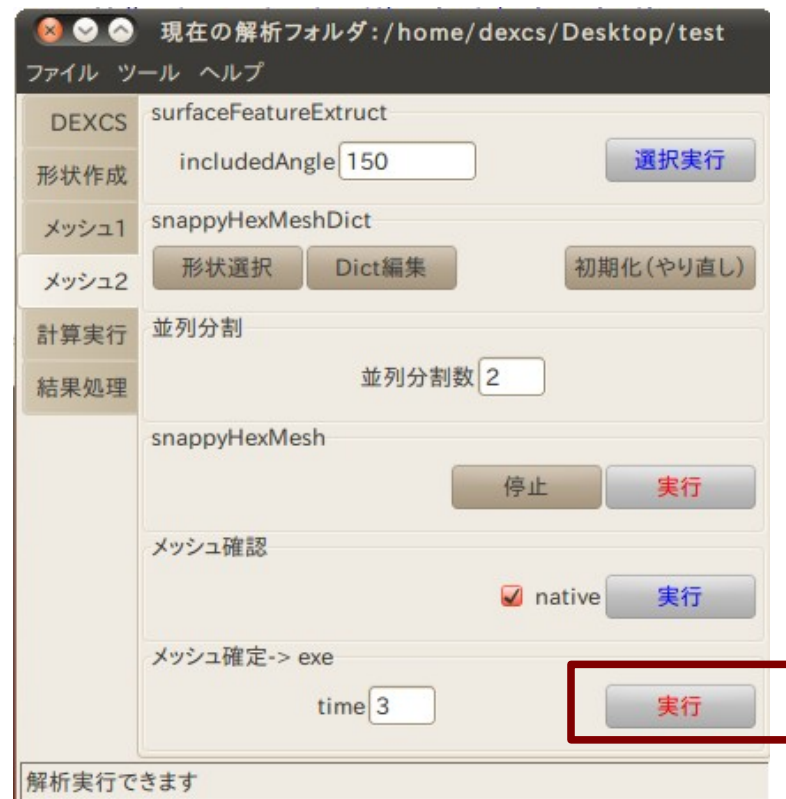 現在の解析フォルダ:/home/dexcs/Desktop/test
ファイル ツール ヘルプ
DEXCS
形状作成
メッシュ1
メッシュ2
計算実行
結果処理
surfaceFeatureExtruct
includedAngle 150 選択実行
snappyHexMeshDict
形状選択 Dict編集 初期化(やり直し)
並列分割
並列分割数 2
snappyHexMesh
停止 実行
メッシュ確認
native 実行
メッシュ確定-> exe
time 3 実行
解析実行できます